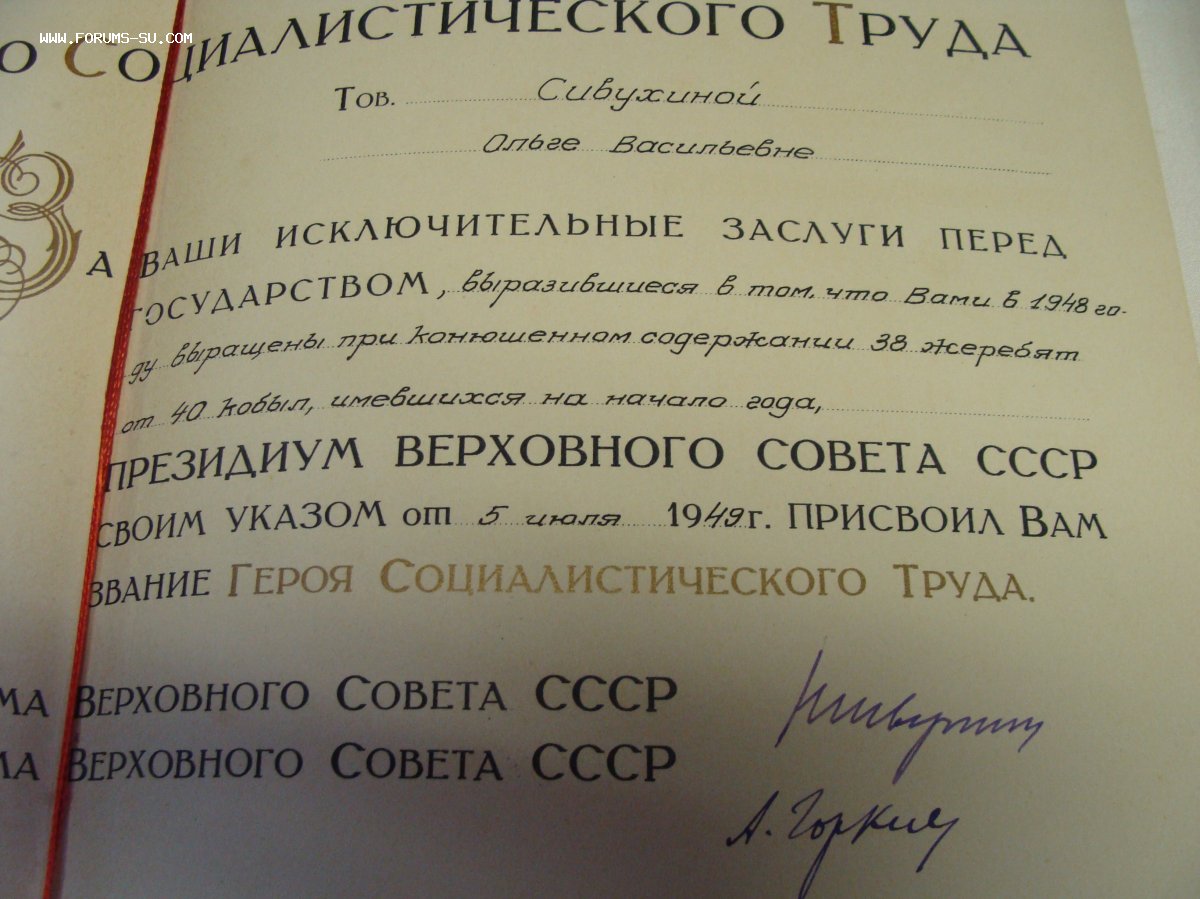 www.forums-su.com
о Социалистического Труда
Тов. Сивухиной
Ольге Васильевне
За Ваши исключительные заслуги перед
государством, выразившиеся в том, что Вами в 1948 го-
ду выращены при конюшенном содержании 38 жеребят
от 40 кобыл, имевшихся на начало года,
ПРЕЗИДИУМ ВЕРХОВНОГО СОВЕТА СССР
своим указом от 5 июля 1949 г. присвоил Вам
звание Героя Социалистического Труда.
ма Верховного Совета СССР
ма Верховного Совета СССР
А. Горкин